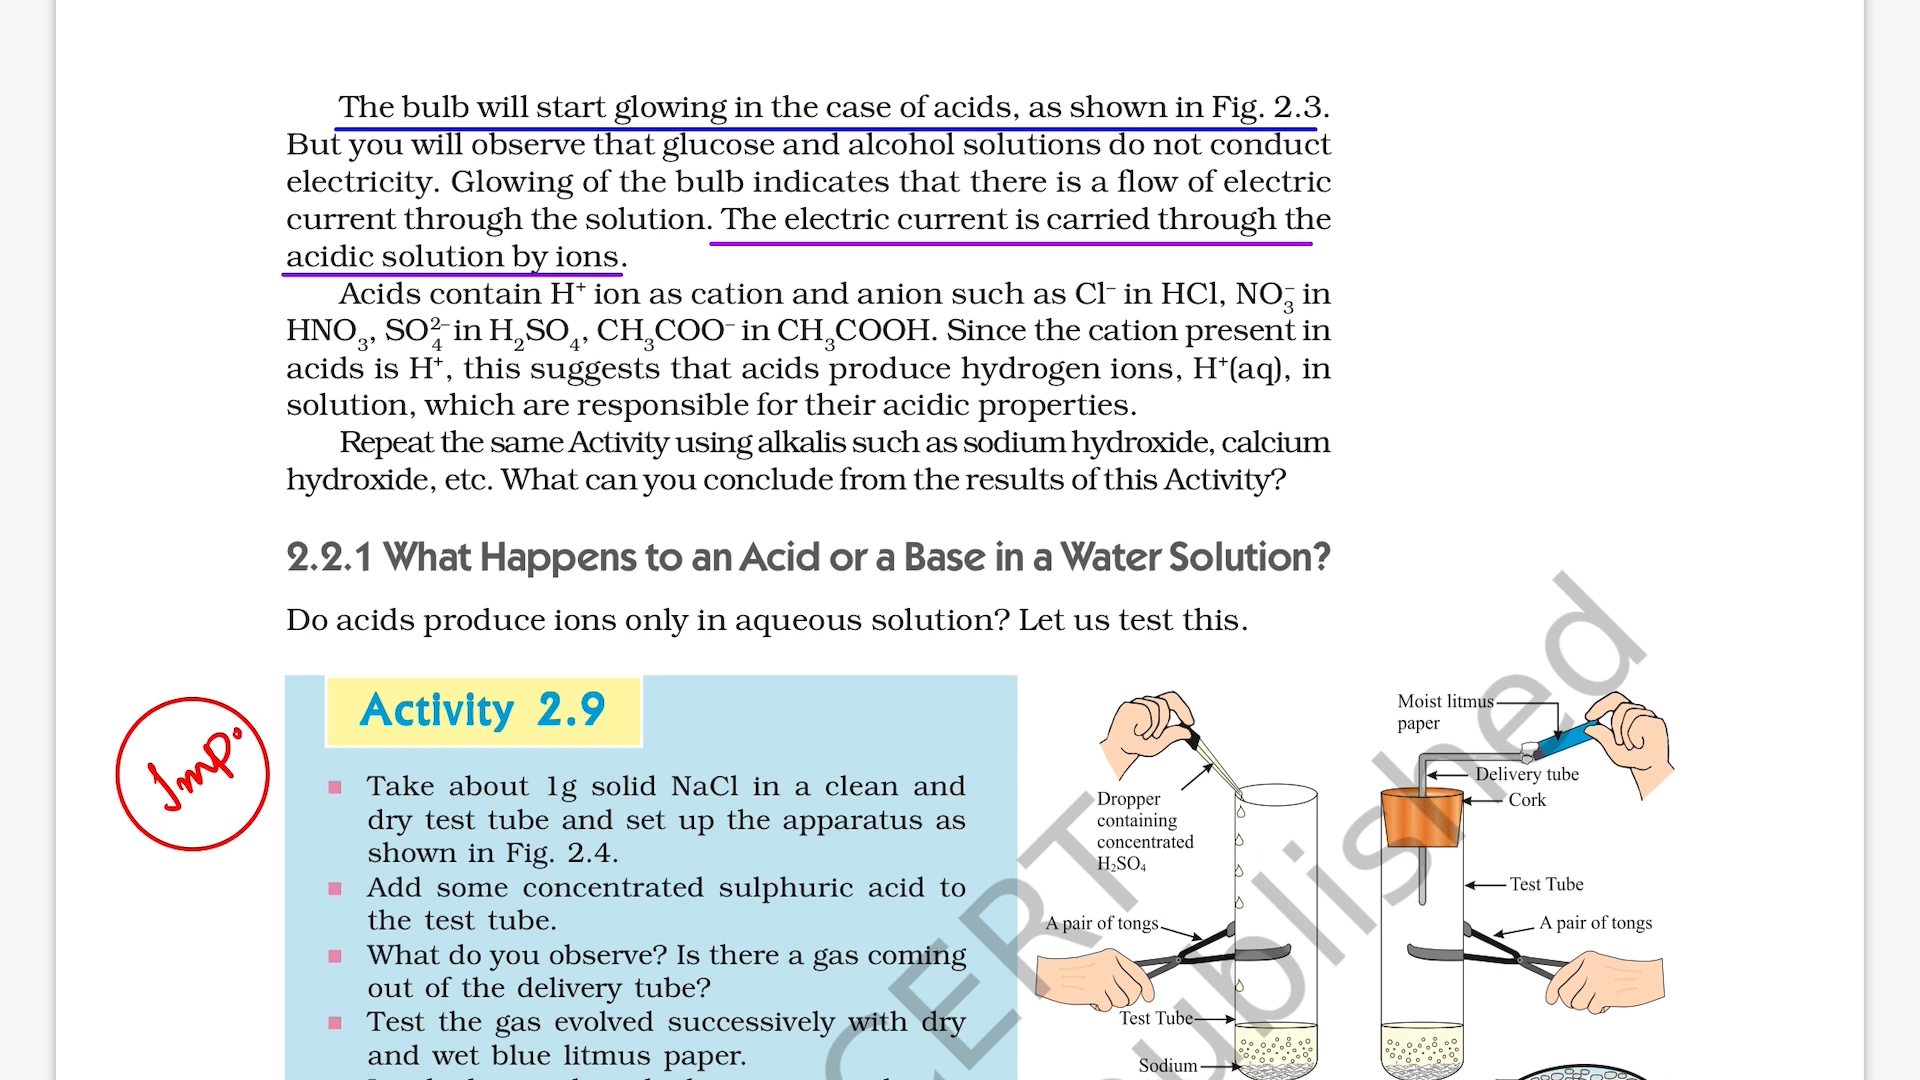 The bulb will start glowing in the case of acids, as shown in Fig. 2.3.
But you will observe that glucose and alcohol solutions do not conduct
electricity. Glowing of the bulb indicates that there is a flow of electric
current through the solution. The electric current is carried through the
acidic solution by ions.
Acids contain H⁺ ion as cation and anion such as Cl⁻ in HCl, NO₃⁻ in
HNO₃, SO₄²⁻ in H₂SO₄, CH₃COO⁻ in CH₃COOH. Since the cation present in
acids is H⁺, this suggests that acids produce hydrogen ions, H⁺(aq), in
solution, which are responsible for their acidic properties.
Repeat the same Activity using alkalis such as sodium hydroxide, calcium
hydroxide, etc. What can you conclude from the results of this Activity?
2.2.1 What Happens to an Acid or a Base in a Water Solution?
Do acids produce ions only in aqueous solution? Let us test this.
Imp.
Activity 2.9
Take about 1g solid NaCl in a clean and
dry test tube and set up the apparatus as
shown in Fig. 2.4.
Add some concentrated sulphuric acid to
the test tube.
What do you observe? Is there a gas coming
out of the delivery tube?
Test the gas evolved successively with dry
and wet blue litmus paper.
Dropper
containing
concentrated
H₂SO₄
A pair of tongs
Test Tube
Sodium
Moist litmus
paper
Delivery tube
Cork
Test Tube
A pair of tongs